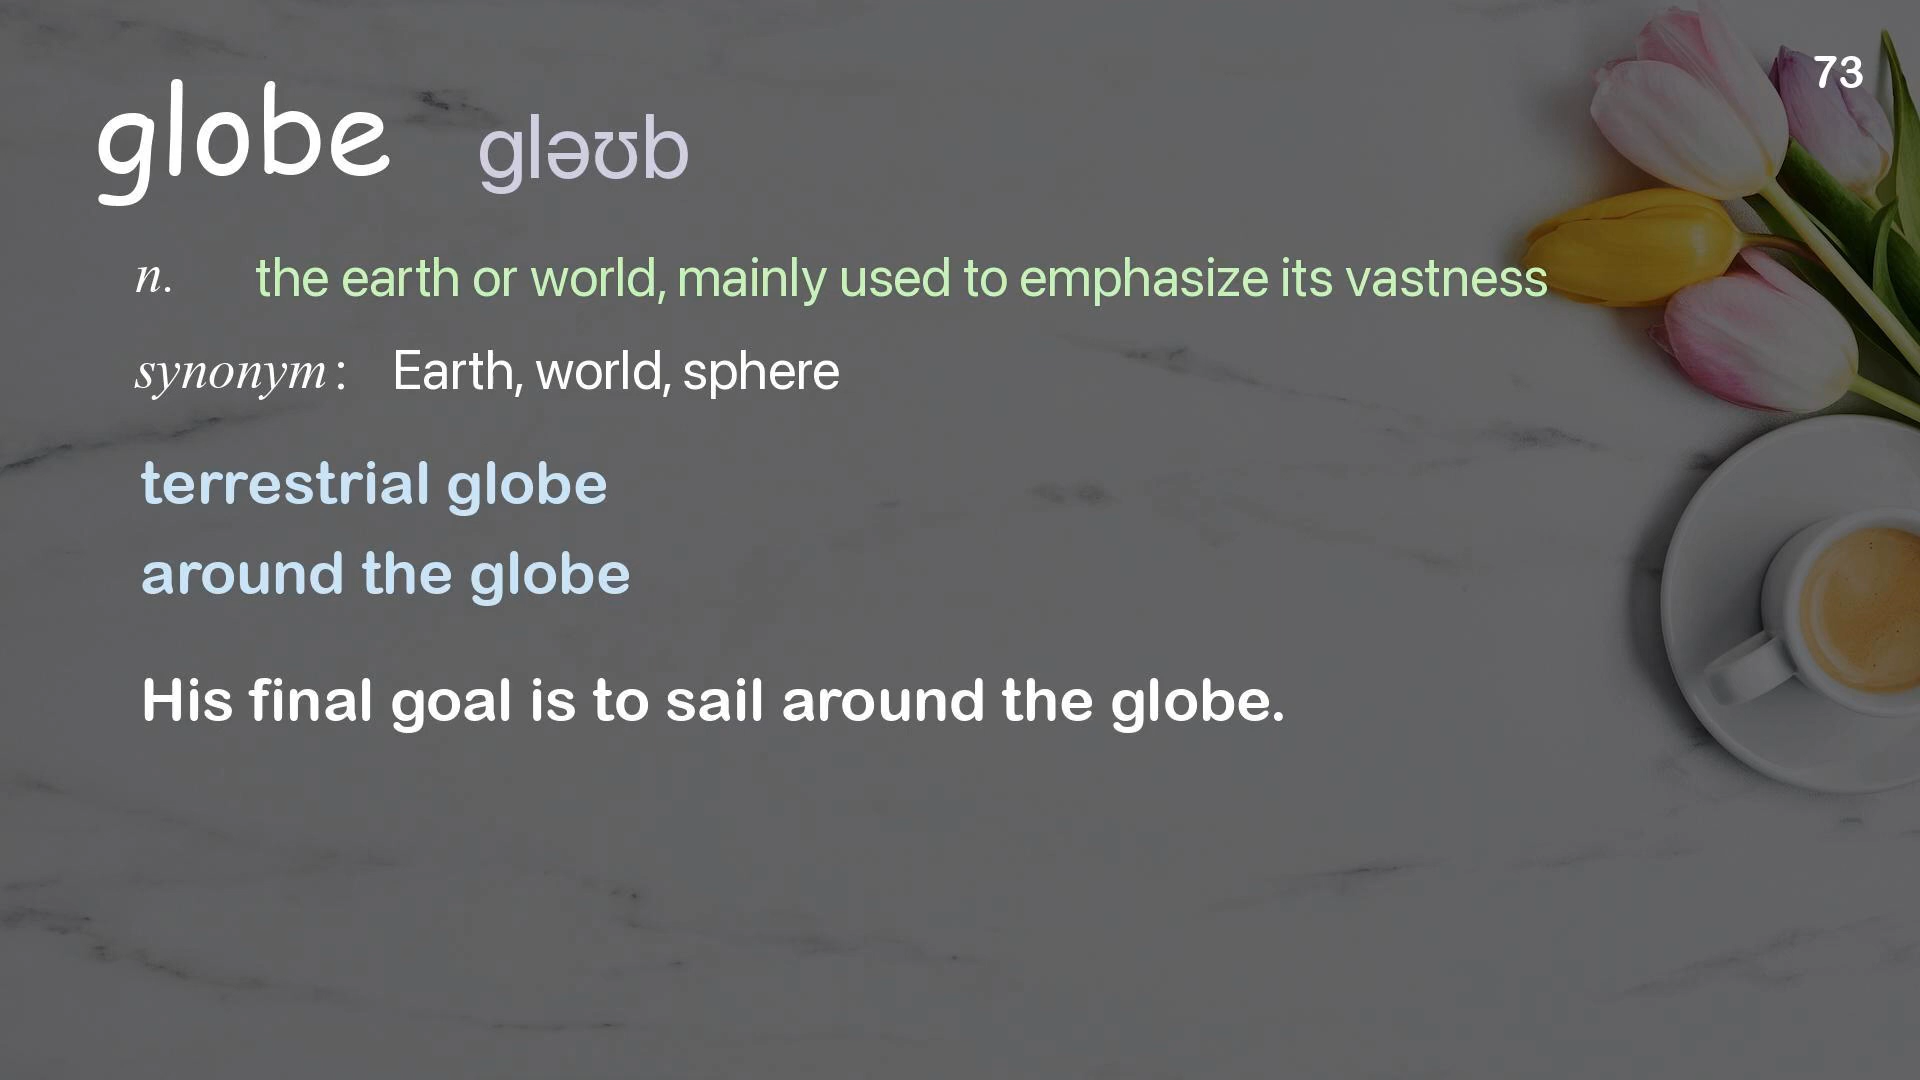 73
globe gləʊb
n. the earth or world, mainly used to emphasize its vastness
synonym: Earth, world, sphere
terrestrial globe
around the globe
His final goal is to sail around the globe.